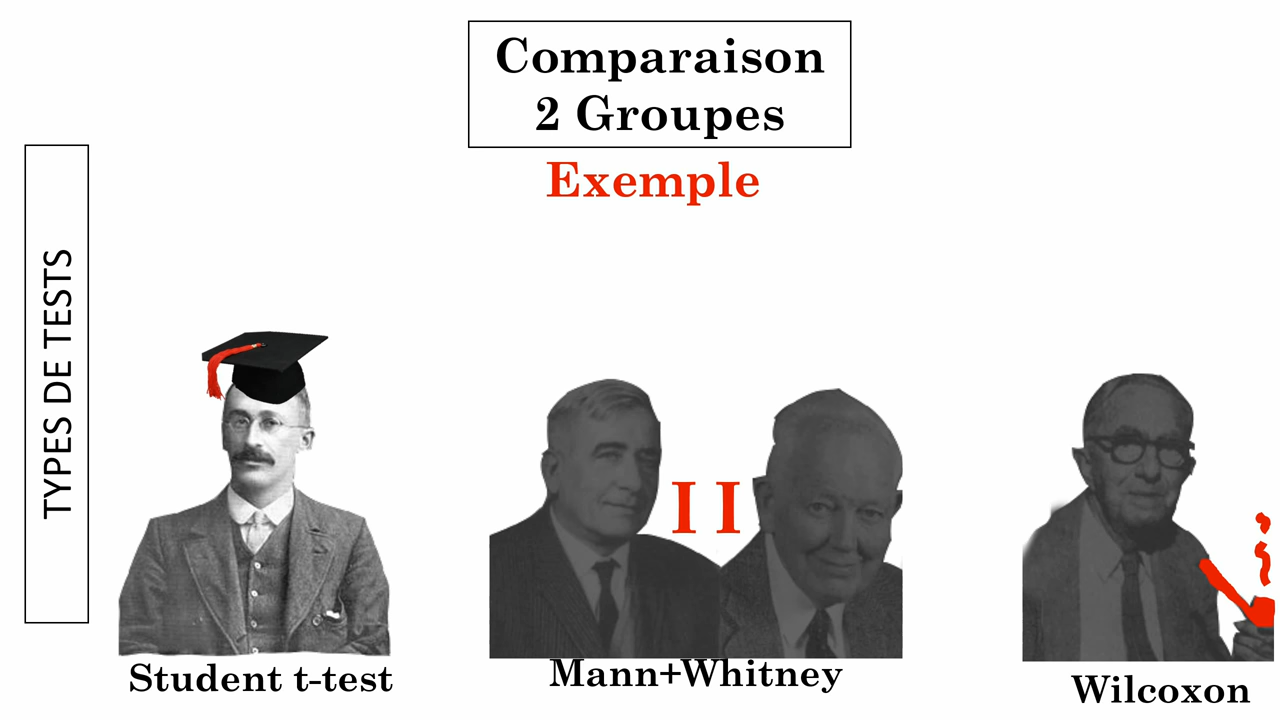 Comparaison
2 Groupes
Exemple
TYPES DE TESTS
I I
Student t-test
Mann+Whitney
Wilcoxon